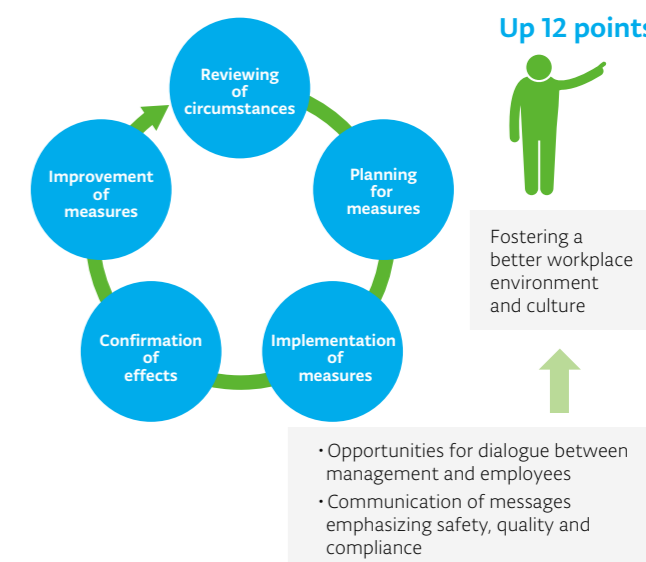 Up 12 points
Reviewing
of
circumstances
Planning
for
measures
Implementation
of
measures
Confirmation
of
effects
Improvement
of
measures
Fostering a
better workplace
environment
and culture
・Opportunities for dialogue between
management and employees
・Communication of messages
emphasizing safety, quality and
compliance